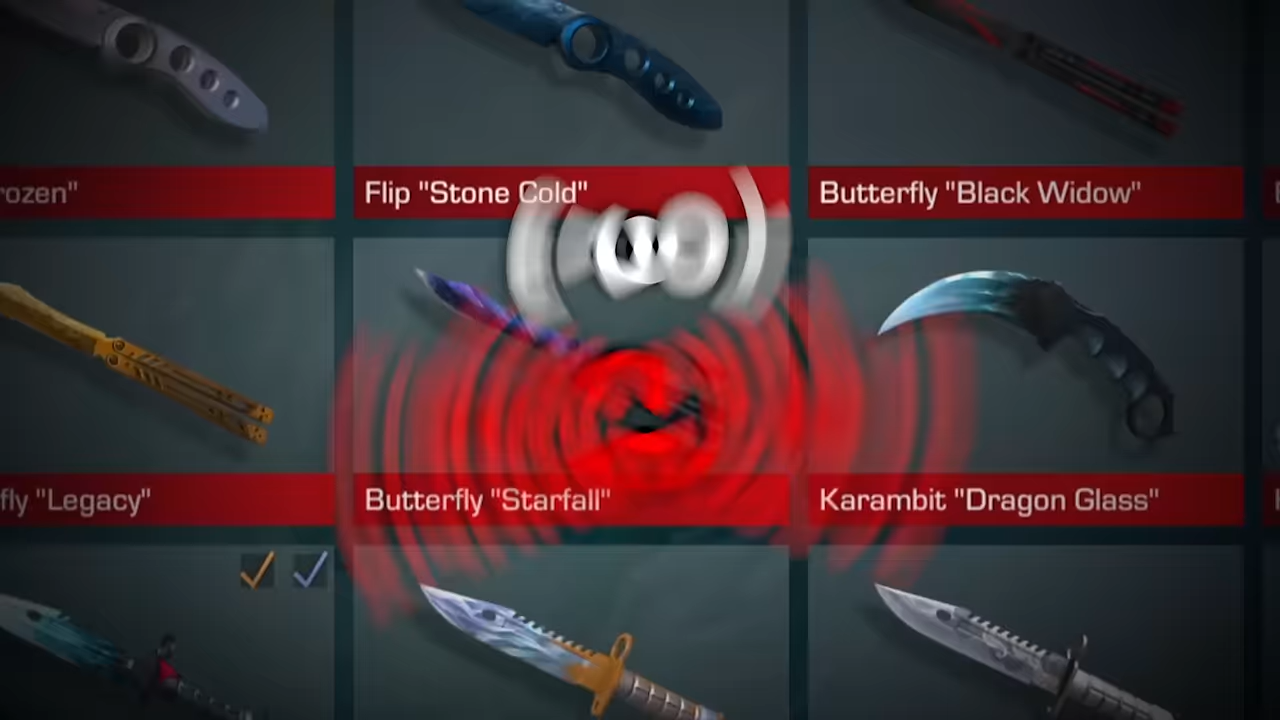 rozen"
Flip "Stone Cold"
Butterfly "Black Widow"
fly "Legacy"
Butterfly "Starfall"
Karambit "Dragon Glass"